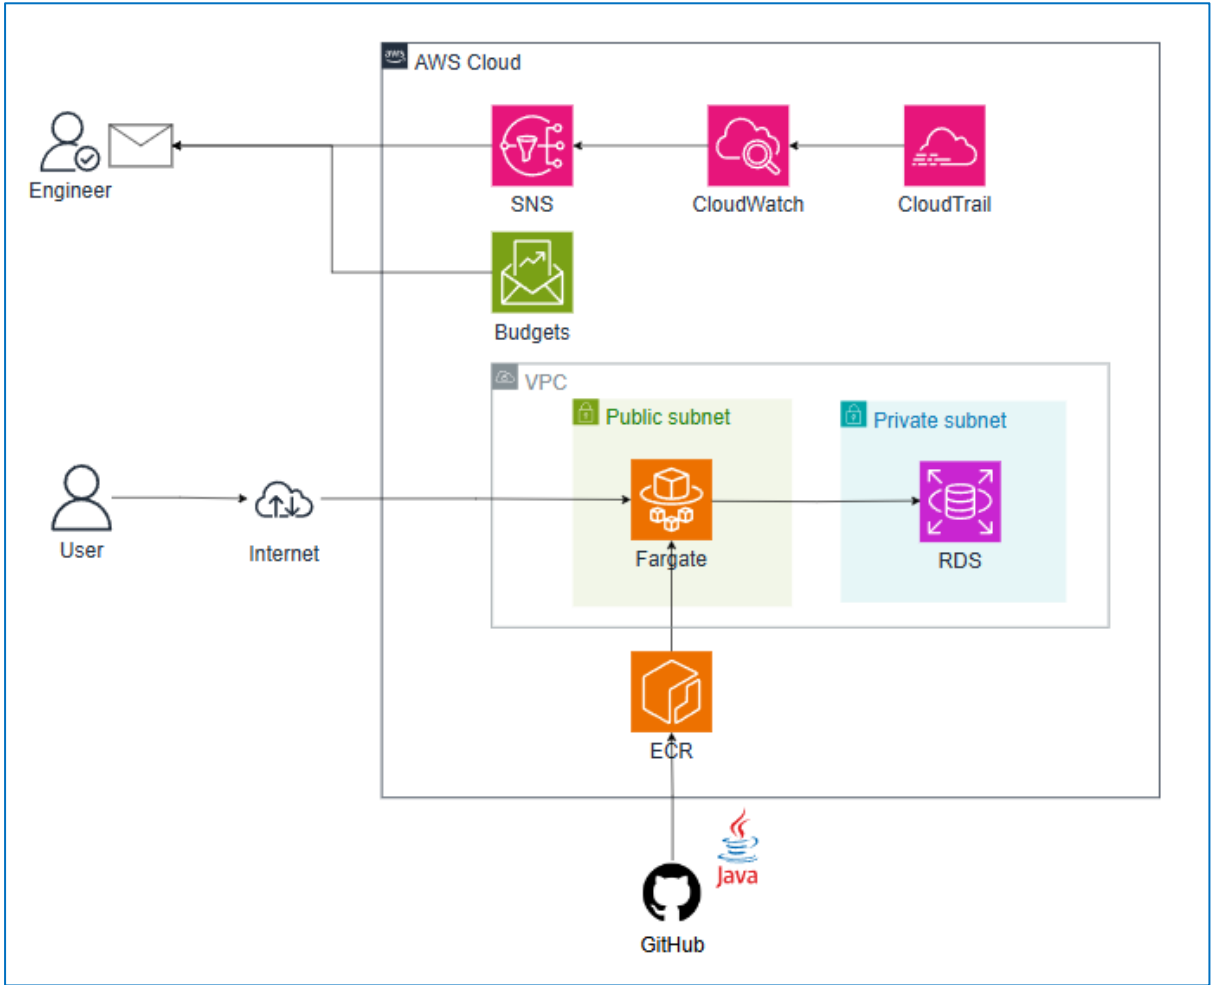 aws
AWS Cloud
Engineer
SNS
CloudWatch
CloudTrail
Budgets
VPC
Public subnet
Private subnet
User
Internet
Fargate
RDS
ECR
Java
GitHub